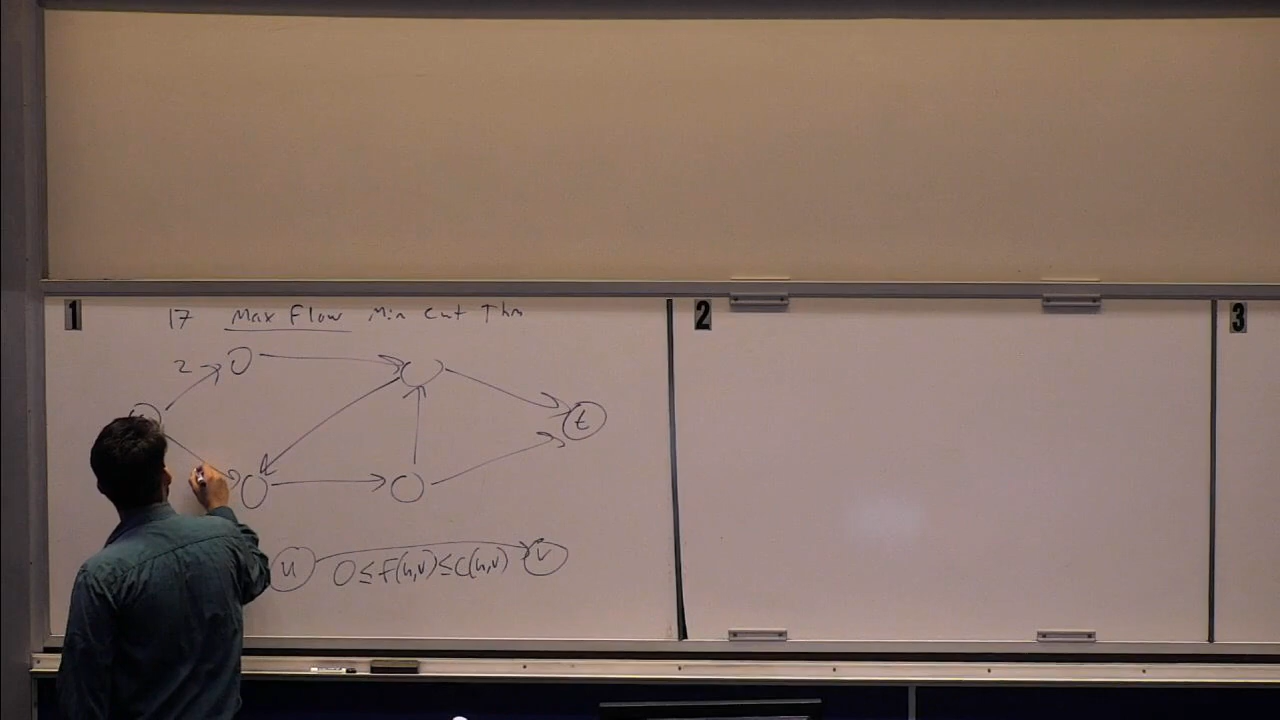 1
2
3
17 Max Flow Min Cut Thm
2
t
u
0≤f(u,v)≤c(u,v)
v